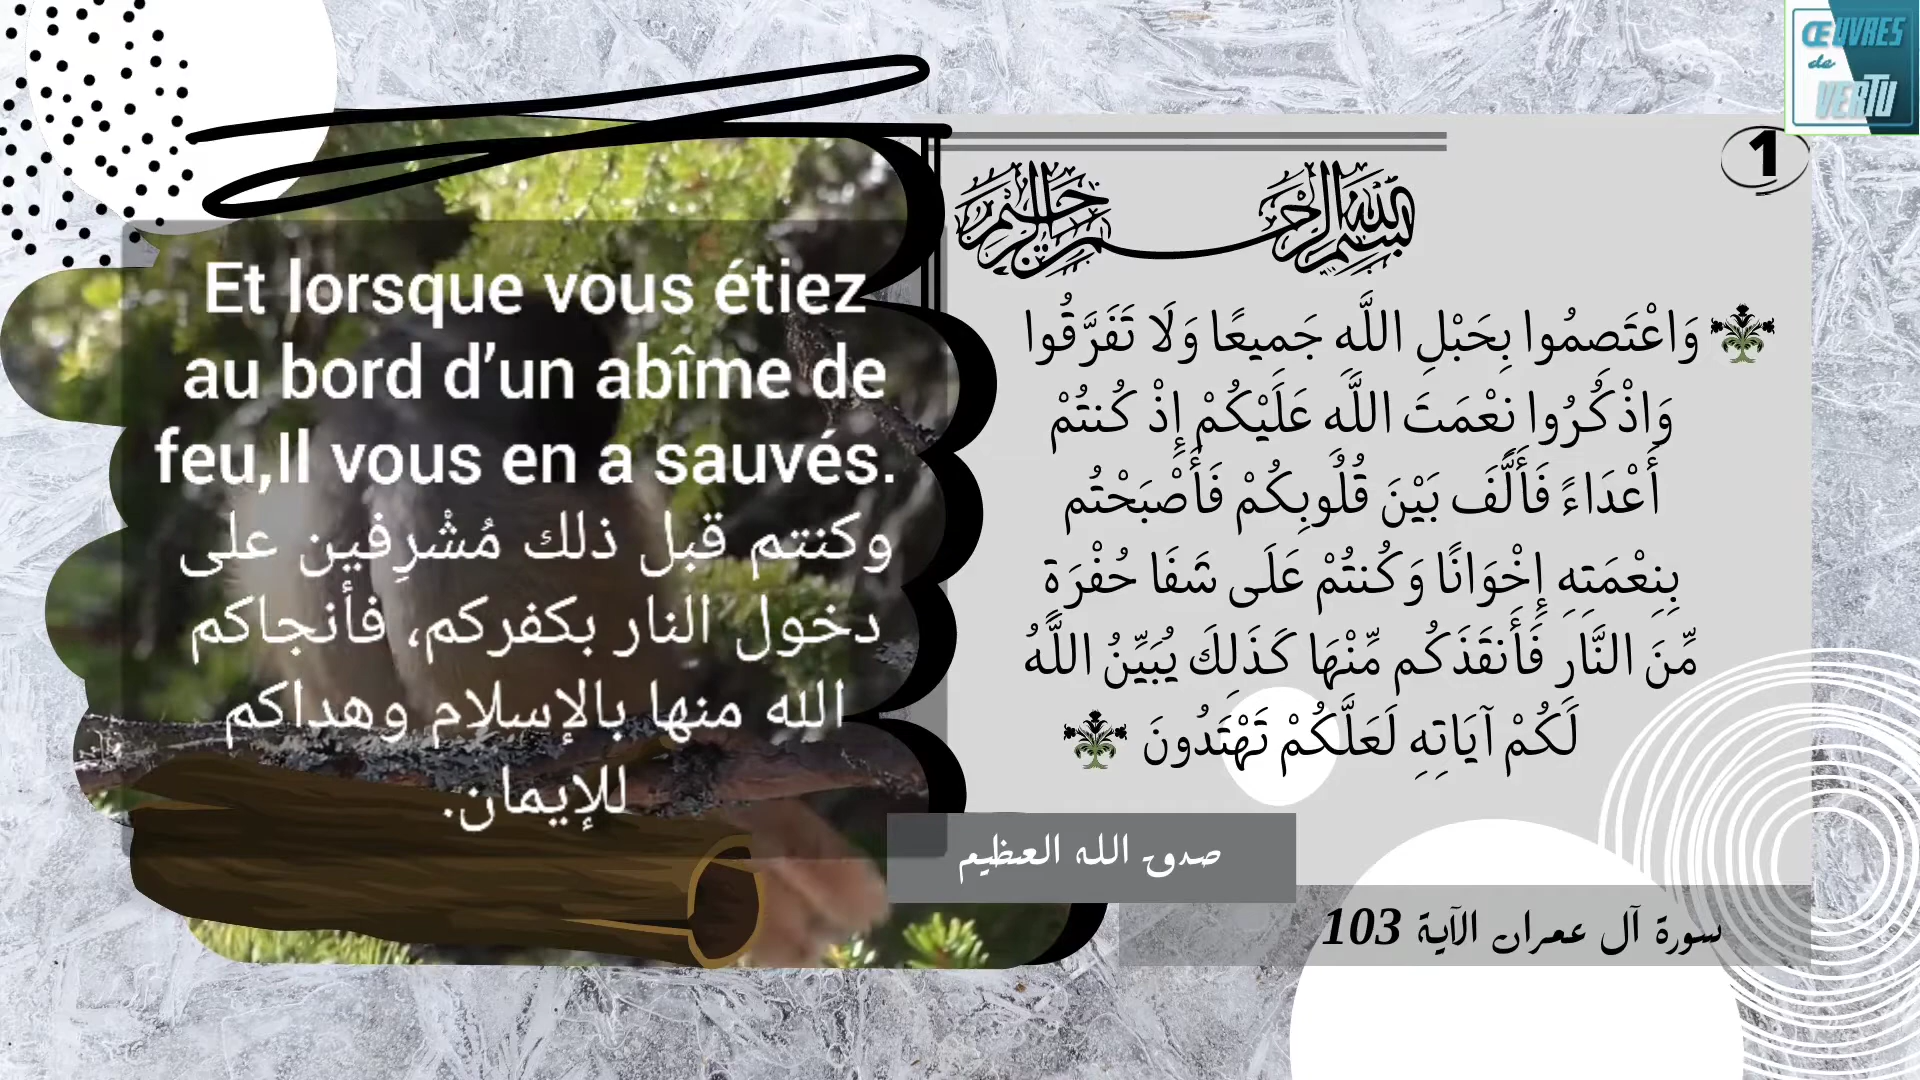 ŒUVRES
de
VERTU
1
بسم الله الرحمن الرحيم
وَاعْتَصِمُوا بِحَبْلِ اللَّهِ جَمِيعًا وَلَا تَفَرَّقُوا
وَاذْكُرُوا نِعْمَتَ اللَّهِ عَلَيْكُمْ إِذْ كُنتُمْ
أَعْدَاءً فَأَلَّفَ بَيْنَ قُلُوبِكُمْ فَأَصْبَحْتُم
بِنِعْمَتِهِ إِخْوَانًا وَكُنتُمْ عَلَى شَفَا حُفْرَةٍ
مِّنَ النَّارِ فَأَنقَذَكُم مِّنْهَا كَذَلِكَ يُبَيِّنُ اللَّهُ
لَكُمْ آيَاتِهِ لَعَلَّكُمْ تَهْتَدُونَ
صدق الله العظيم
سورة آل عمران الآية 103
Et lorsque vous étiez
au bord d’un abîme de
feu,Il vous en a sauvés.
وكنتم قبل ذلك مُشْرِفين على
دخول النار بكفركم، فأنجاكم
الله منها بالإسلام وهداكم
للإيمان.